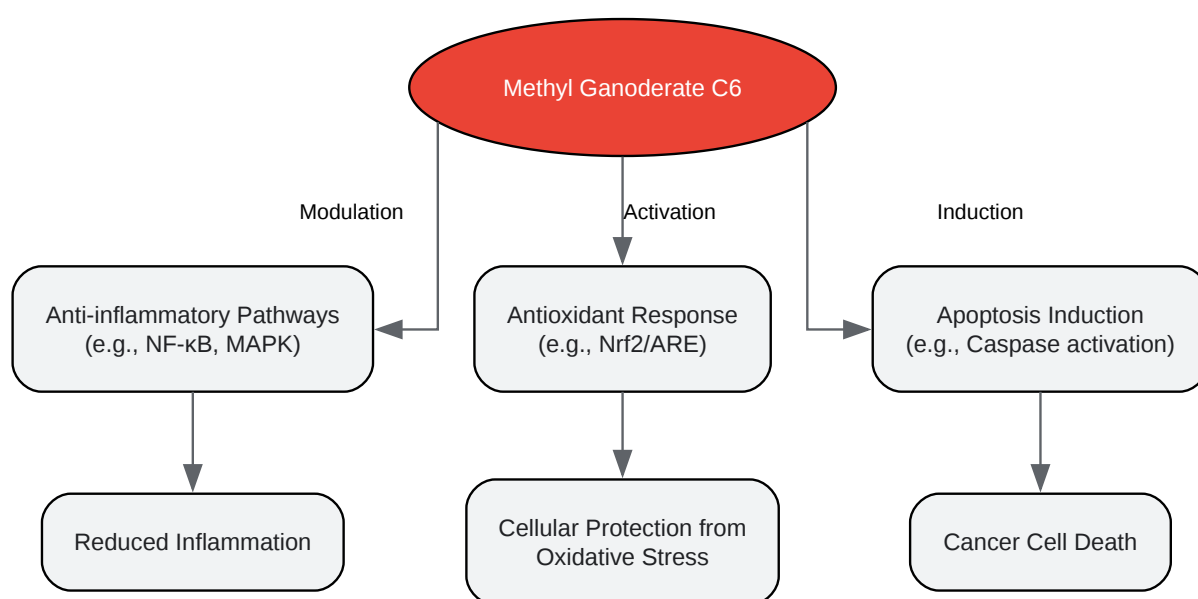 Methyl Ganoderate C6
Modulation
Activation
Induction
Anti-inflammatory Pathways
(e.g., NF-κB, MAPK)
Antioxidant Response
(e.g., Nrf2/ARE)
Apoptosis Induction
(e.g., Caspase activation)
Reduced Inflammation
Cellular Protection from
Oxidative Stress
Cancer Cell Death